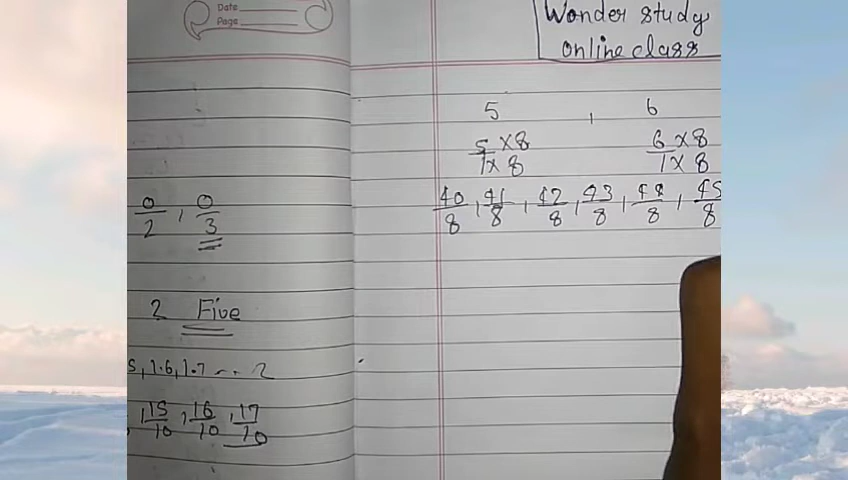 Date
Page
0/2, 0/3
2 Five
5, 1.6, 1.7 ... 2
, 15/10, 16/10, 17/10
Wonder study
online class
5 , 6
5×8/1×8 6×8/1×8
40/8, 41/8, 42/8, 43/8, 44/8, 45/8